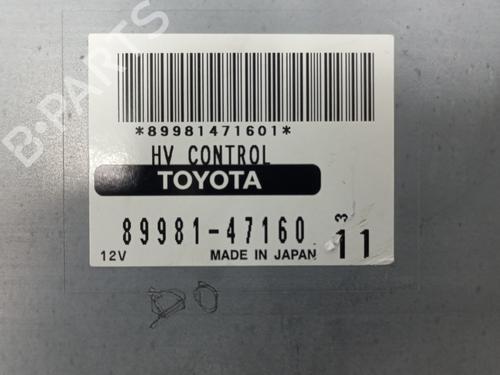 B-PARTS
*89981471601*
HV CONTROL
TOYOTA
89981-47160
3
11
12V
MADE IN JAPAN